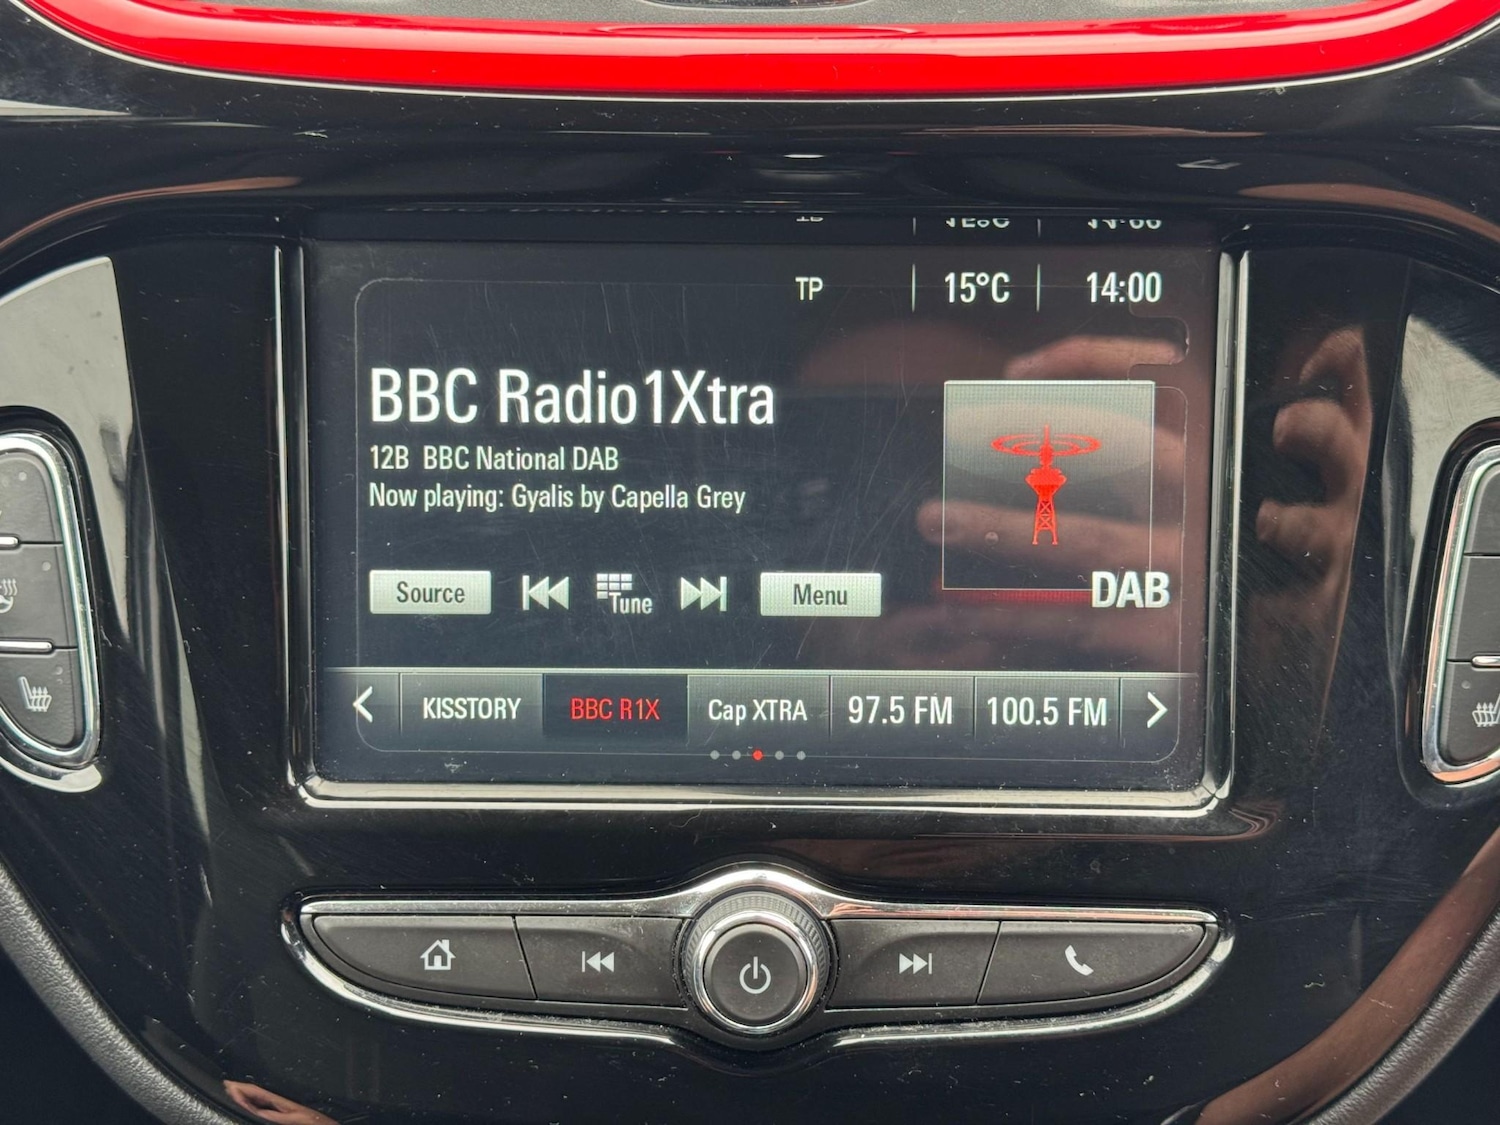 TP 15°C 14:00
BBC Radio1Xtra
12B BBC National DAB
Now playing: Gyalis by Capella Grey
DAB
Source Tune Menu
KISSTORY BBC R1X Cap XTRA 97.5 FM 100.5 FM